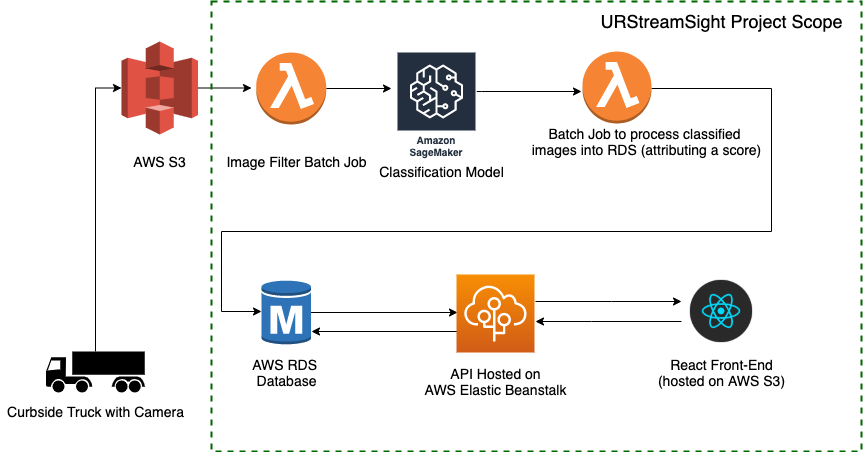 URStreamSight Project Scope
AWS S3
Image Filter Batch Job
Amazon
SageMaker
Classification Model
Batch Job to process classified
images into RDS (attributing a score)
M
AWS RDS
Database
API Hosted on
AWS Elastic Beanstalk
React Front-End
(hosted on AWS S3)
Curbside Truck with Camera